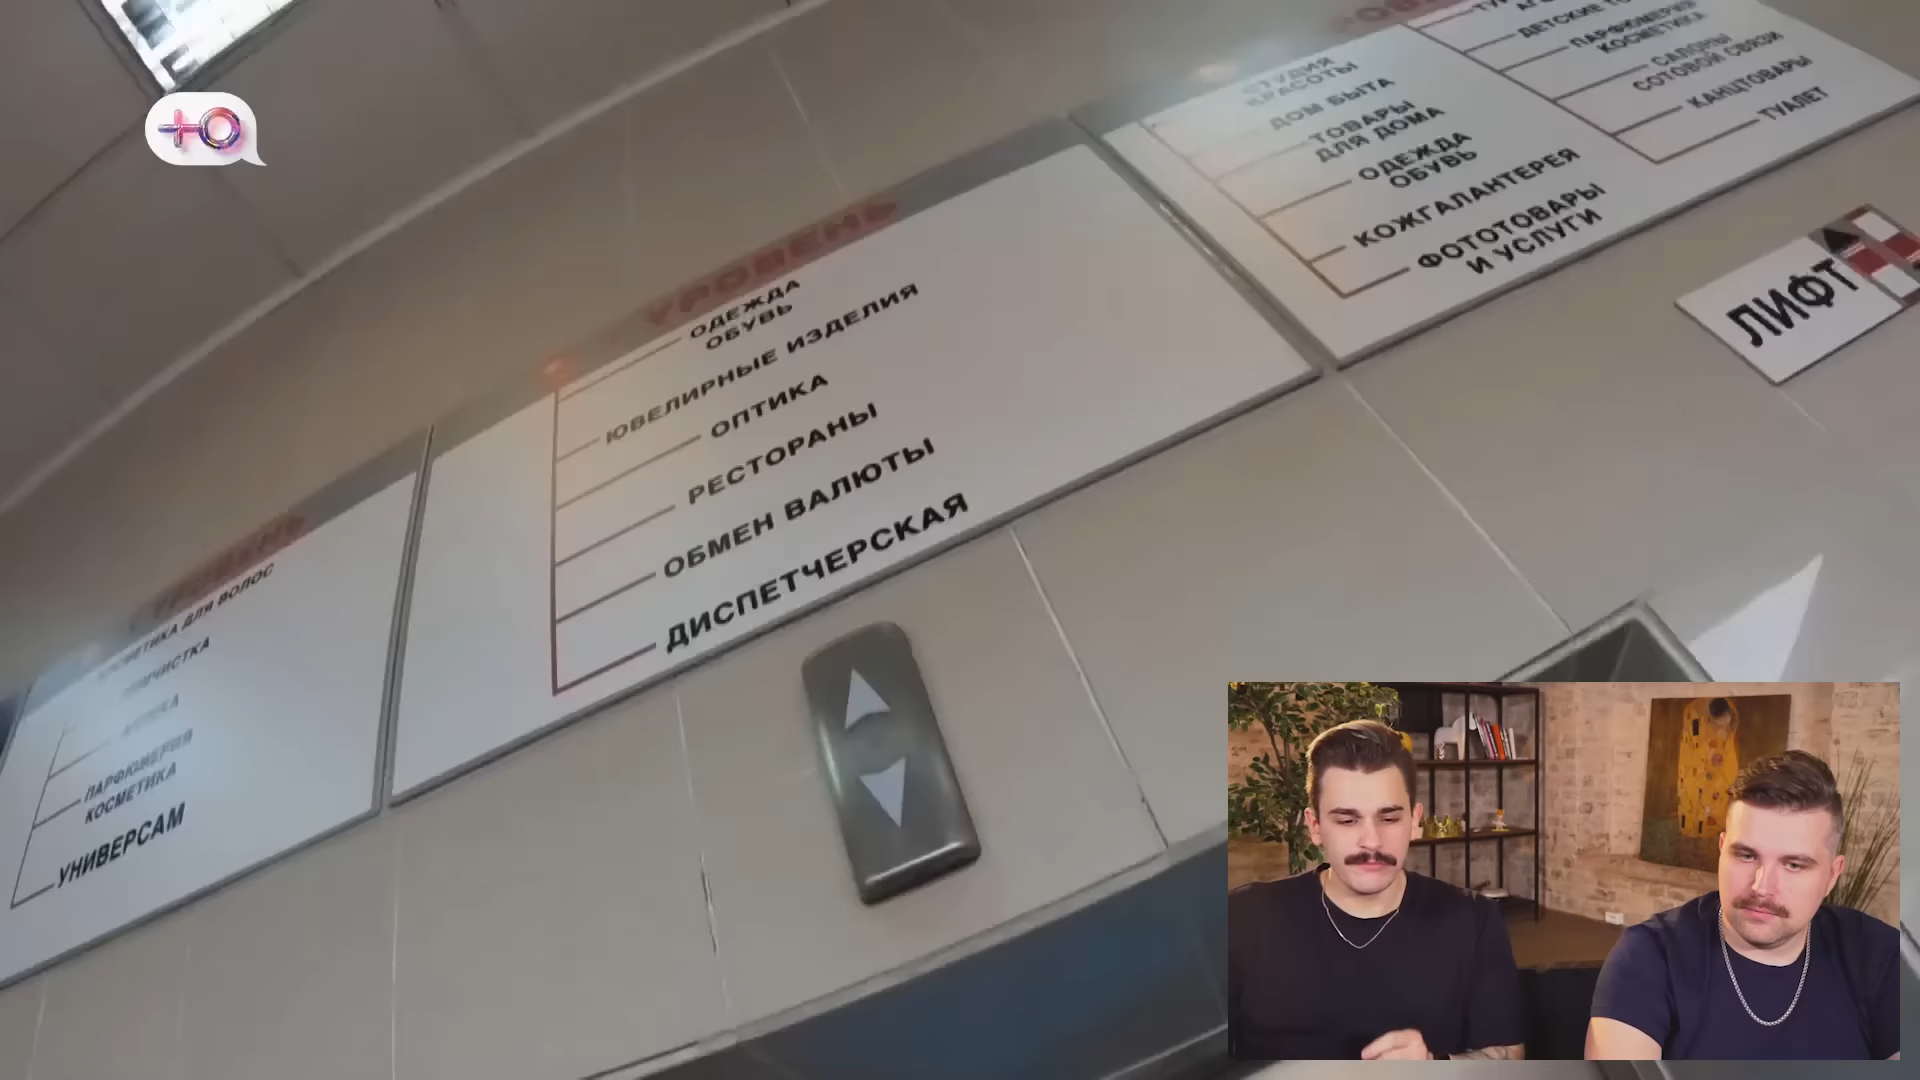 Ю
УРОВЕНЬ
КОСМЕТИКА ДЛЯ ВОЛОС
ХИМЧИСТКА
АПТЕКА
ПАРФЮМЕРИЯ
КОСМЕТИКА
УНИВЕРСАМ
УРОВЕНЬ
ОДЕЖДА
ОБУВЬ
ЮВЕЛИРНЫЕ ИЗДЕЛИЯ
ОПТИКА
РЕСТОРАНЫ
ОБМЕН ВАЛЮТЫ
ДИСПЕТЧЕРСКАЯ
СТУДИЯ
КРАСОТЫ
ДОМ БЫТА
ТОВАРЫ
ДЛЯ ДОМА
ОДЕЖДА
ОБУВЬ
КОЖГАЛАНТЕРЕЯ
ФОТОТОВАРЫ
И УСЛУГИ
ДЕТСКИЕ
ПАРФЮМЕРИЯ
КОСМЕТИКА
САЛОНЫ
СОТОВОЙ СВЯЗИ
КАНЦТОВАРЫ
ТУАЛЕТ
ЛИФТ